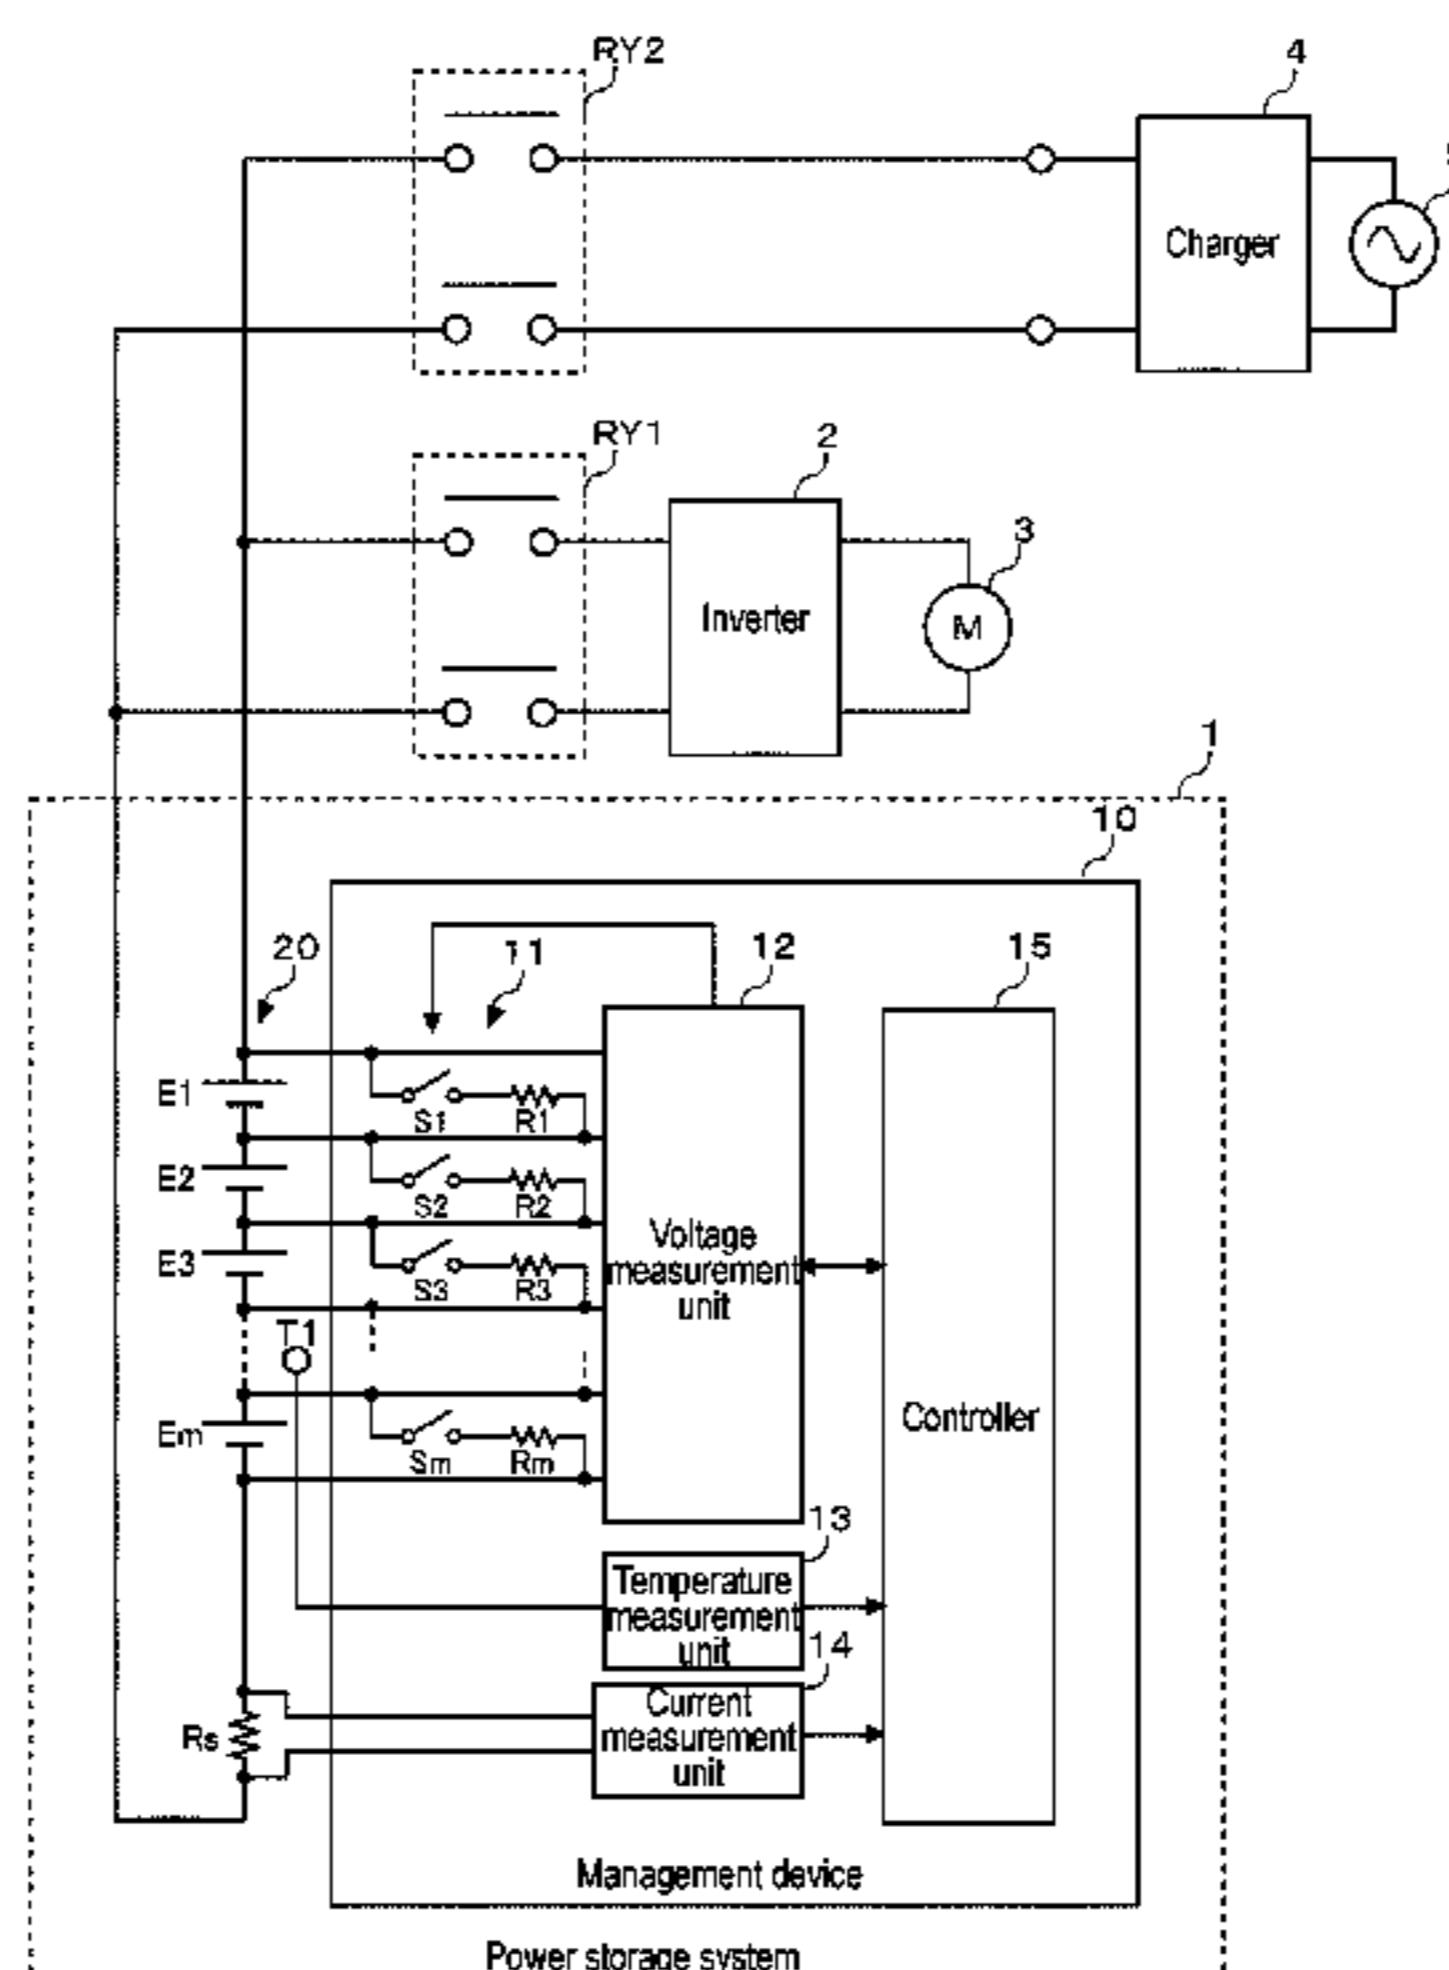 RY2
4
Charger
RY1
2
3
Inverter
M
1
10
20
11
12
15
E1
S1
R1
E2
S2
R2
E3
S3
R3
Voltage
measurement
unit
T1
Controller
Em
Sm
Rm
13
Temperature
measurement
unit
14
Current
measurement
unit
Rs
Management device
Power storage system